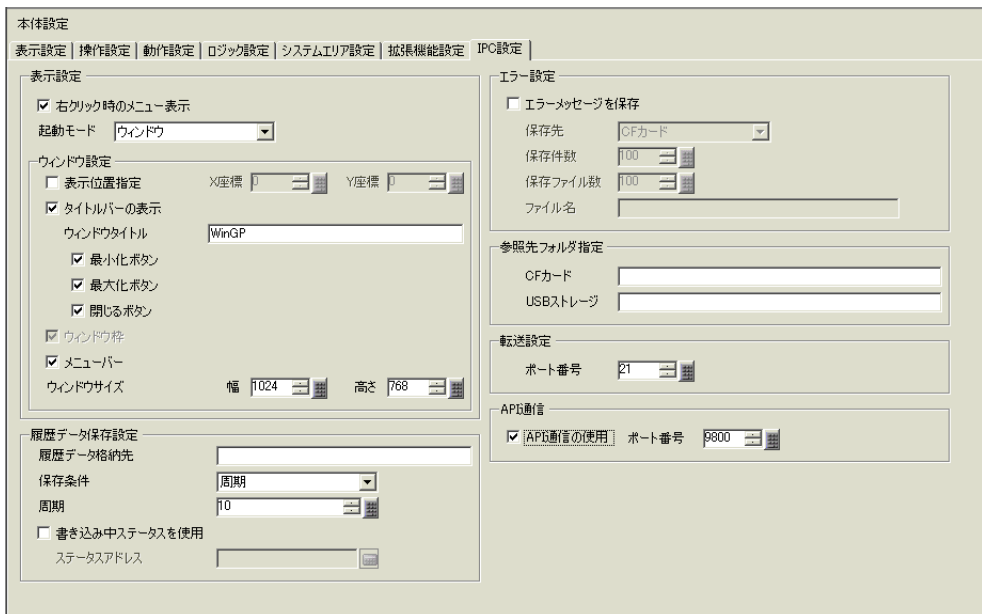 本体設定
表示設定 操作設定 動作設定 ロジック設定 システムエリア設定 拡張機能設定 IPC設定
表示設定
右クリック時のメニュー表示
起動モード ウィンドウ
ウィンドウ設定
表示位置指定 X座標 0 Y座標 0
タイトルバーの表示
ウィンドウタイトル WinGP
最小化ボタン
最大化ボタン
閉じるボタン
ウィンドウ枠
メニューバー
ウィンドウサイズ 幅 1024 高さ 768
履歴データ保存設定
履歴データ格納先
保存条件 周期
周期 10
書き込み中ステータスを使用
ステータスアドレス
エラー設定
エラーメッセージを保存
保存先 CFカード
保存件数 100
保存ファイル数 100
ファイル名
参照先フォルダ指定
CFカード
USBストレージ
転送設定
ポート番号 21
API通信
API通信の使用 ポート番号 9800